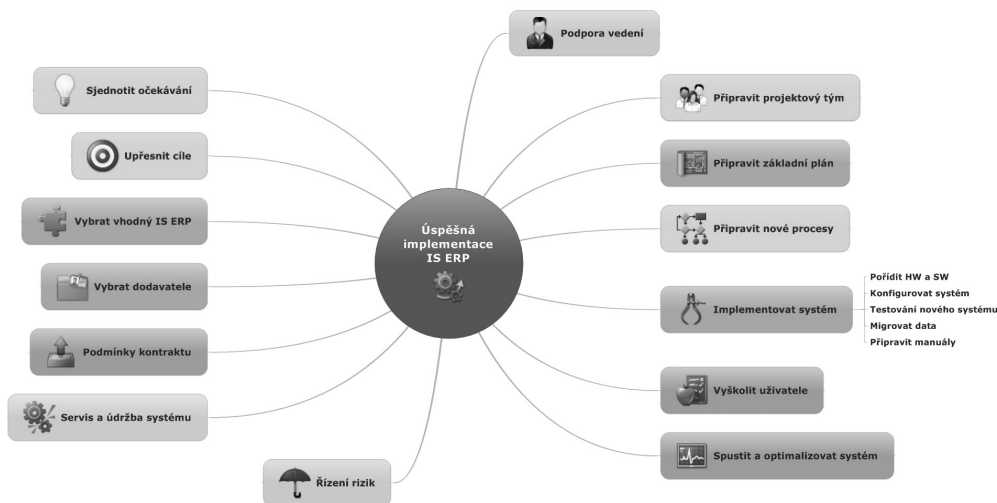 Podpora vedení
Sjednotit očekávání
Upřesnit cíle
Vybrat vhodný IS ERP
Vybrat dodavatele
Podmínky kontraktu
Servis a údržba systému
Řízení rizik
Úspěšná
implementace
IS ERP
Připravit projektový tým
Připravit základní plán
Připravit nové procesy
Implementovat systém
Pořídit HW a SW
Konfigurovat systém
Testování nového systému
Migrovat data
Připravit manuály
Vyškolit uživatele
Spustit a optimalizovat systém